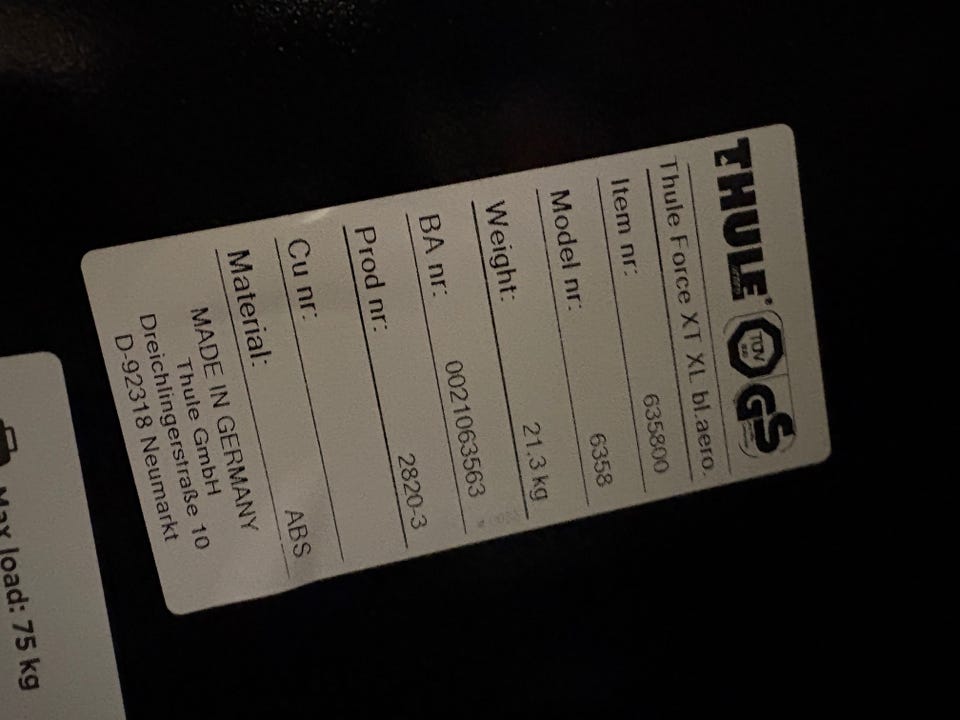 THULE TÜV GS
Thule Force XT XL bl.aero.
Item nr: 635800
Model nr: 6358
Weight: 21.3 kg
BA nr: 0021063563
Prod nr: 2820-3
Cu nr:
Material: ABS
MADE IN GERMANY
Thule GmbH
Dreichlingerstraße 10
D-92318 Neumarkt
Max load: 75 kg